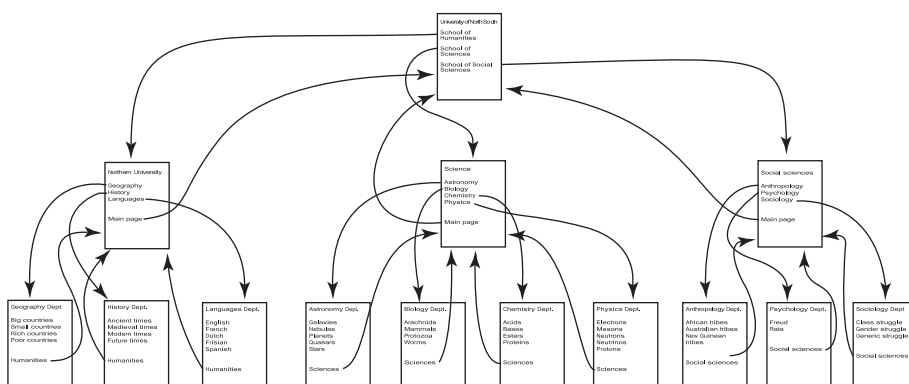 University of North South
School of
Humanities
School of
Sciences
School of Social
Sciences
Northern University
Geography
History
Languages
Main page
Science
Astronomy
Biology
Chemistry
Physics
Main page
Social sciences
Anthropology
Psychology
Sociology
Main page
Geography Dept
Big countries
Small countries
Rich countries
Poor countries
Humanities
History Dept.
Ancient times
Medieval times
Modern times
Future times
Humanities
Languages Dept.
English
French
Dutch
Frisian
Spanish
Humanities
Astronomy Dept.
Galaxies
Nebulas
Planets
Quasars
Stars
Sciences
Biology Dept.
Arachnids
Mammals
Protozoa
Worms
Sciences
Chemistry Dept.
Acids
Bases
Esters
Proteins
Sciences
Physics Dept.
Electrons
Mesons
Neutrons
Neutrinos
Protons
Sciences
Anthropology Dept.
African tribes
Australian tribes
New Guinean
tribes
Social sciences
Psychology Dept.
Freud
Rats
Social sciences
Sociology Dept
Class struggle
Gender struggle
Generic struggle
Social sciences